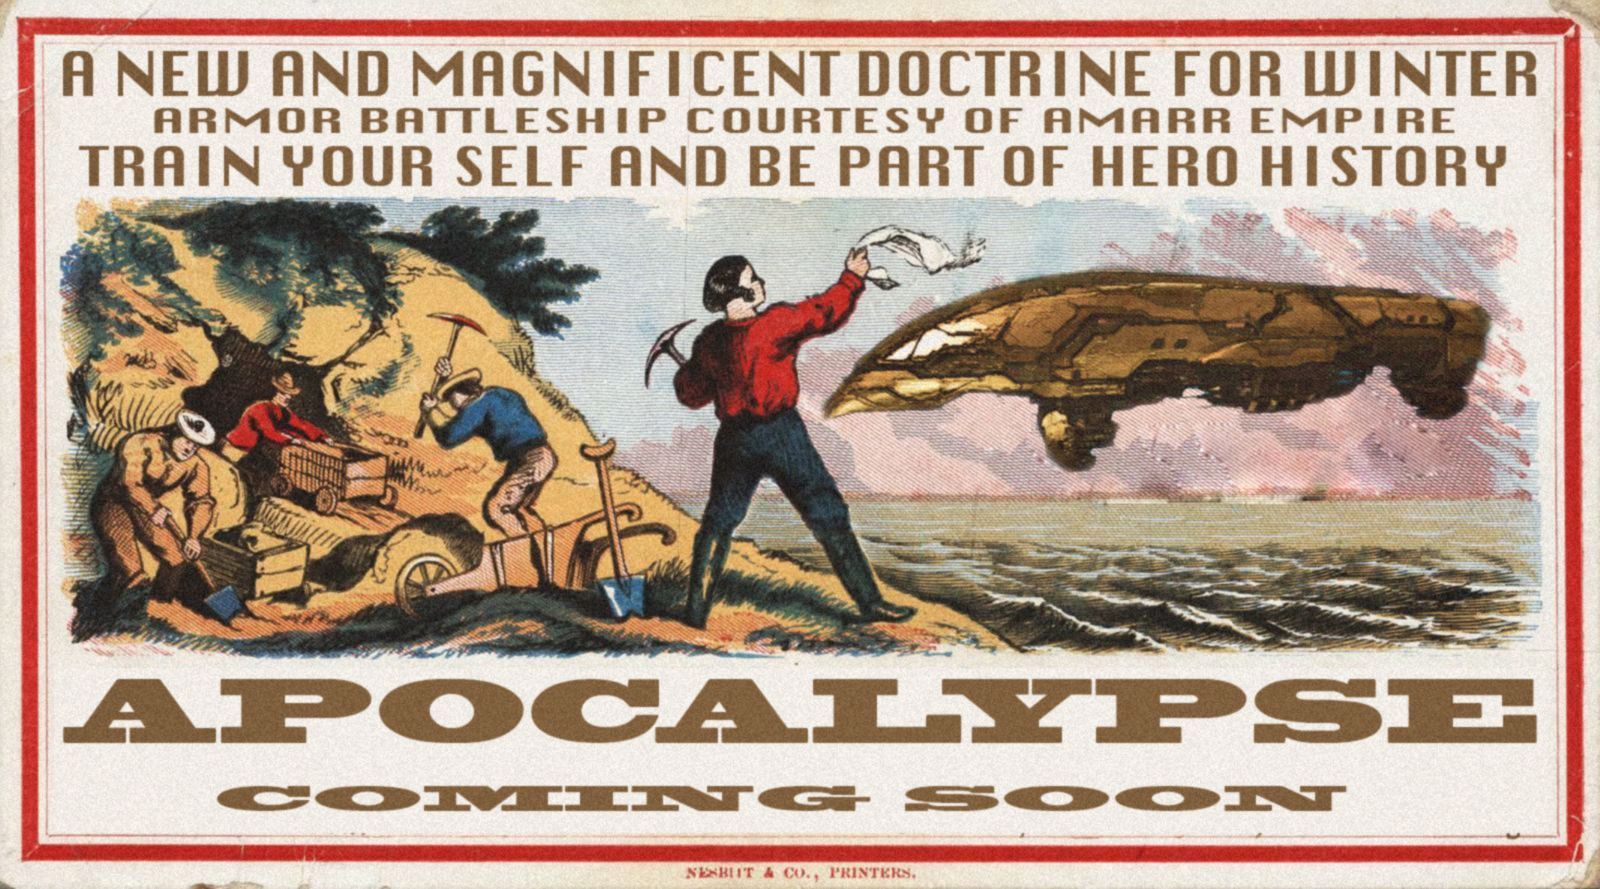 A NEW AND MAGNIFICENT DOCTRINE FOR WINTER
ARMOR BATTLESHIP COURTESY OF AMARR EMPIRE
TRAIN YOUR SELF AND BE PART OF HERO HISTORY
APOCALYPSE
COMING SOON
NESBITT & CO., PRINTERS.